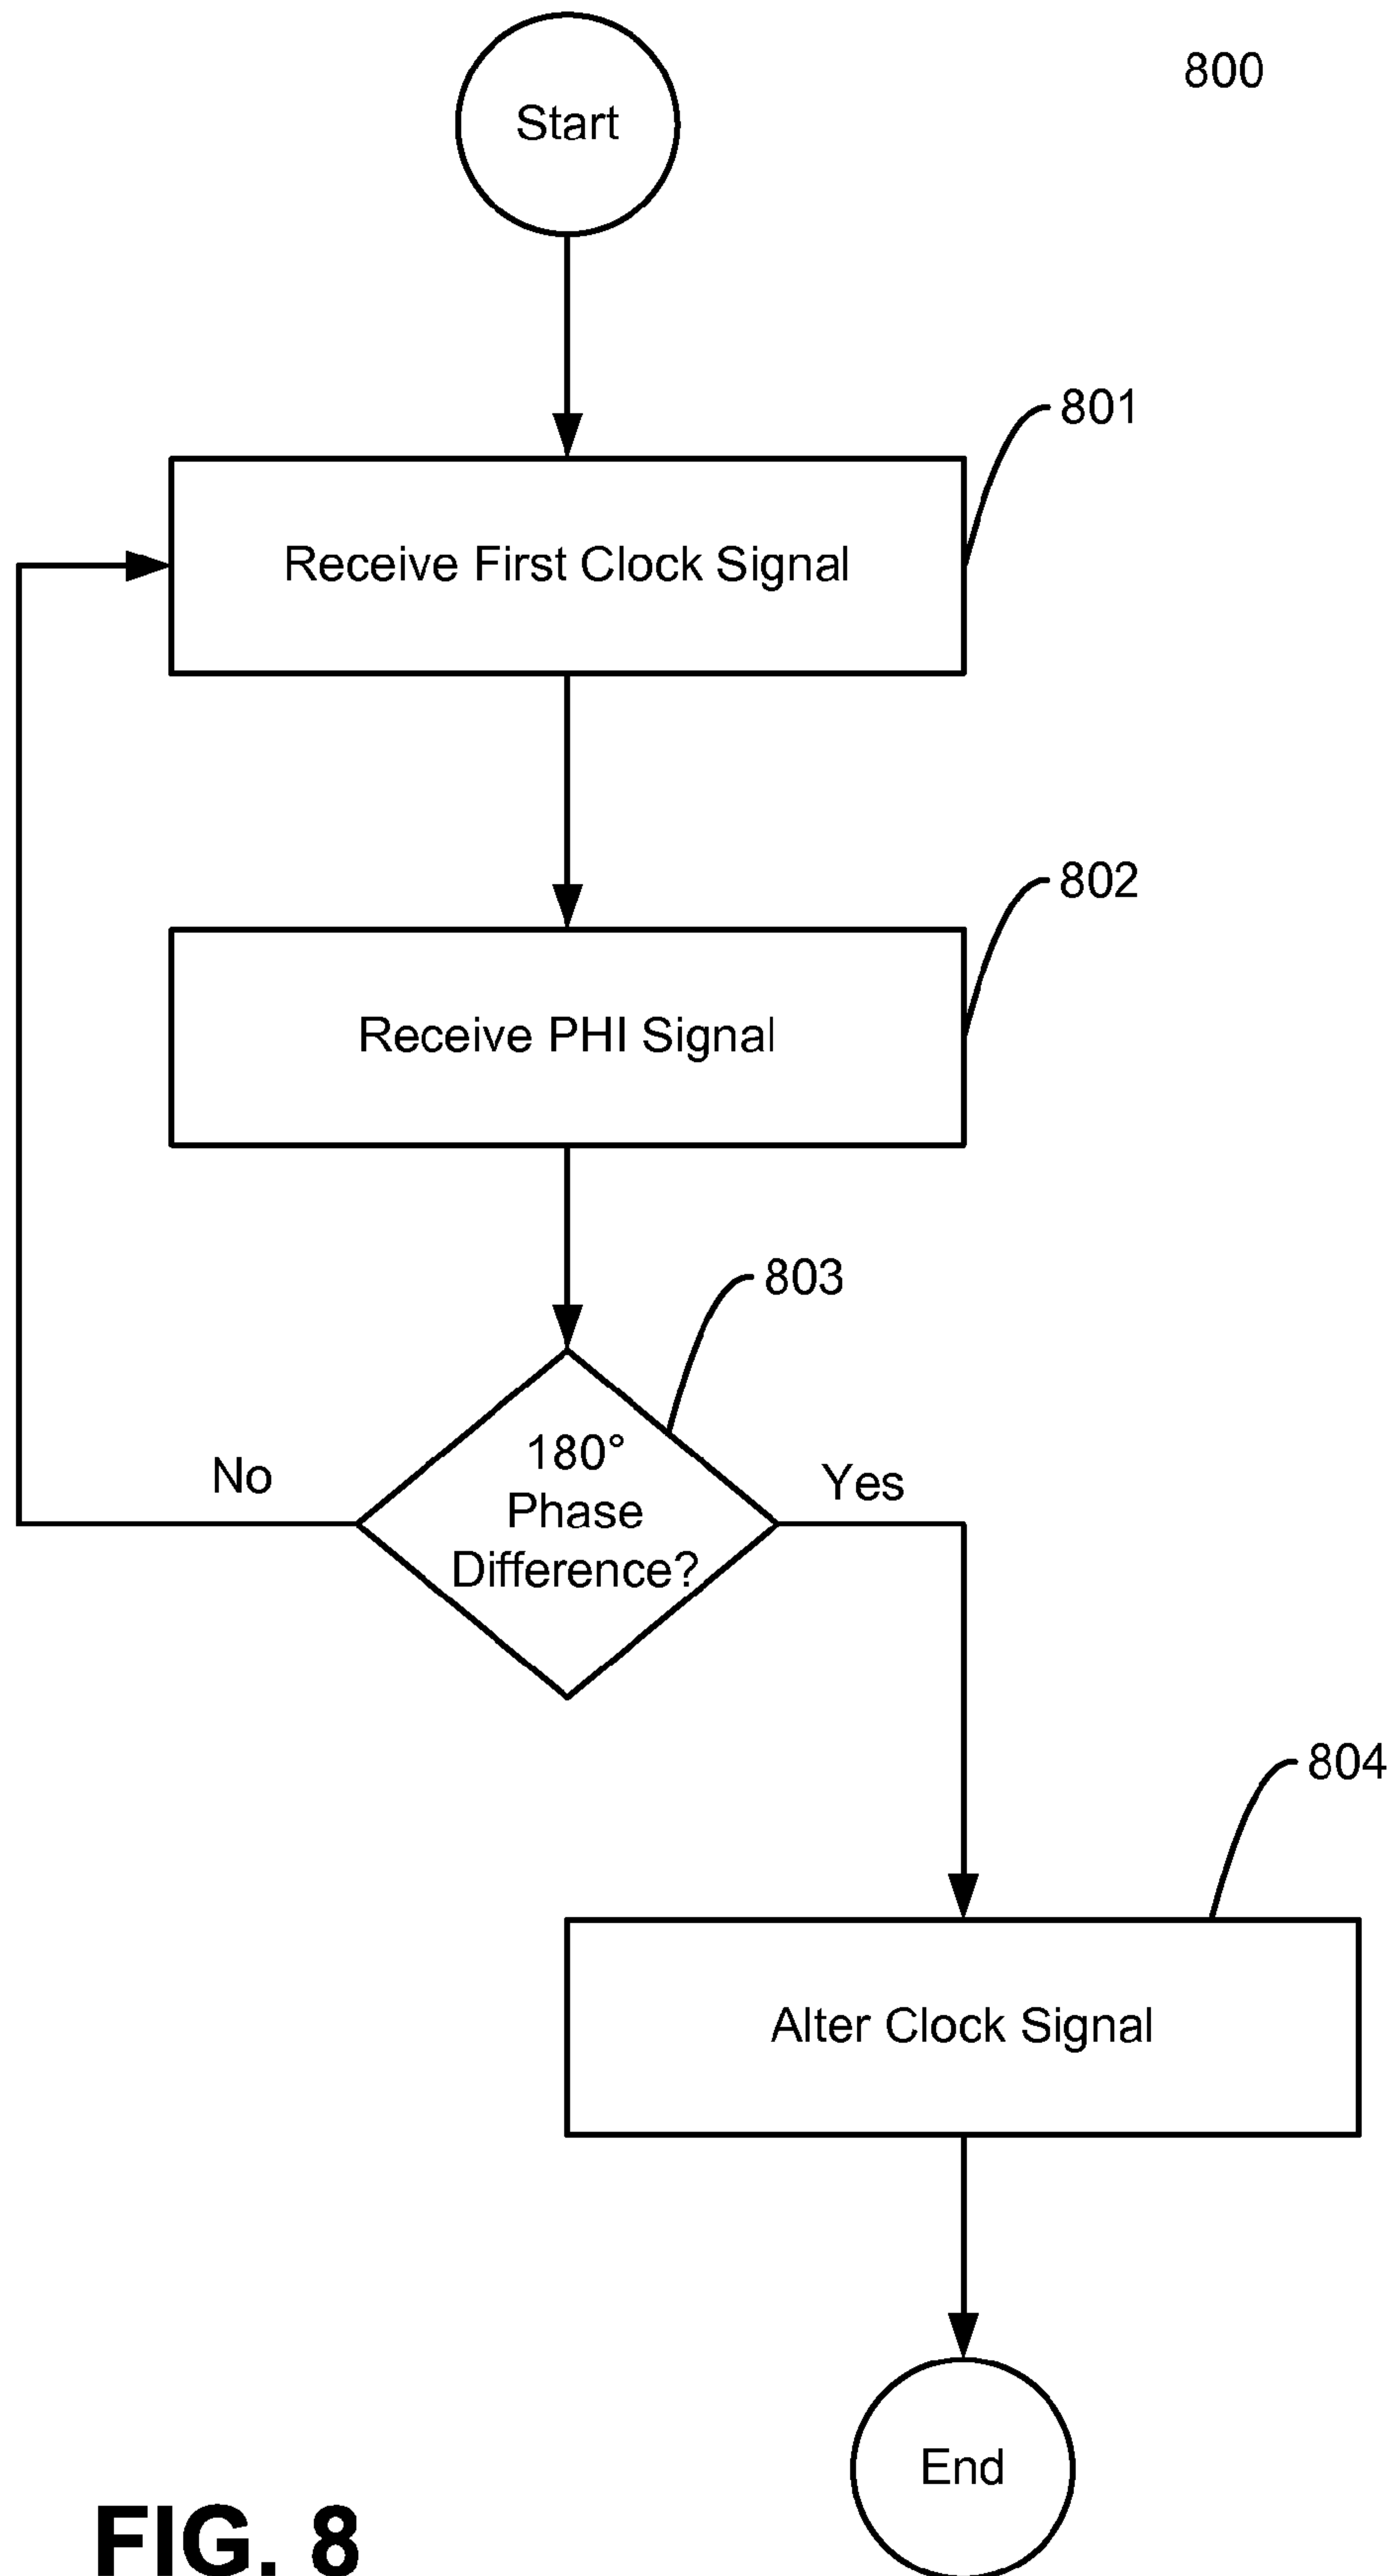 Start
800
801
Receive First Clock Signal
802
Receive PHI Signal
803
180°
Phase
Difference?
No
Yes
804
Alter Clock Signal
End
FIG. 8